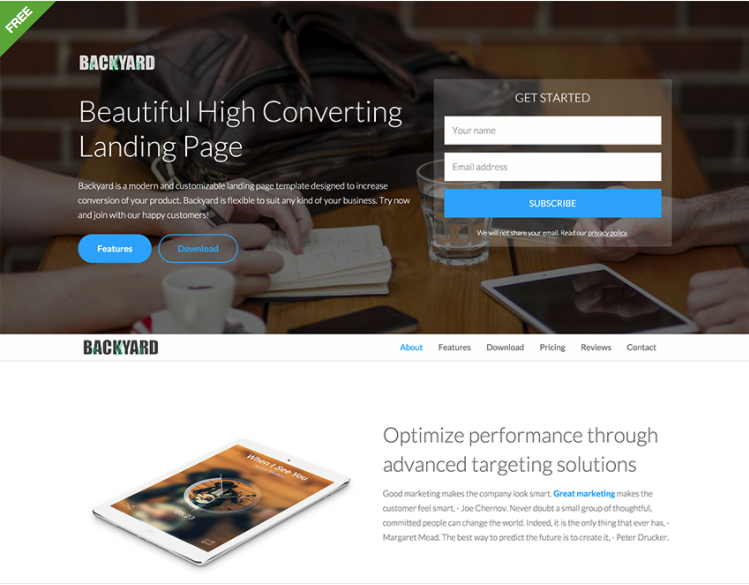 FREE
BACKYARD
Beautiful High Converting
Landing Page
Backyard is a modern and customizable landing page template designed to increase
conversion of your product. Backyard is flexible to suit any kind of your business. Try now
and join with our happy customers!
Features
Download
GET STARTED
Your name
Email address
SUBSCRIBE
We will not share your email. Read our privacy policy.
BACKYARD
About
Features
Download
Pricing
Reviews
Contact
When I See You
Optimize performance through
advanced targeting solutions
Good marketing makes the company look smart. Great marketing makes the
customer feel smart, - Joe Chernov. Never doubt a small group of thoughtful,
committed people can change the world. Indeed, it is the only thing that ever has, -
Margaret Mead. The best way to predict the future is to create it, - Peter Drucker.